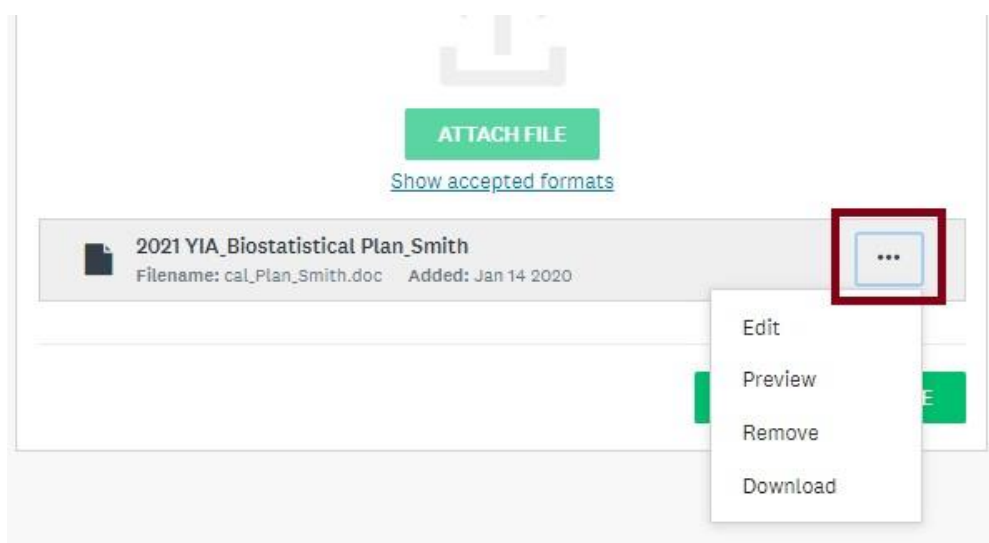 ATTACH FILE
Show accepted formats
2021 YIA_Biostatistical Plan_Smith
Filename: cal_Plan_Smith.doc Added: Jan 14 2020
•••
Edit
Preview
Remove
Download